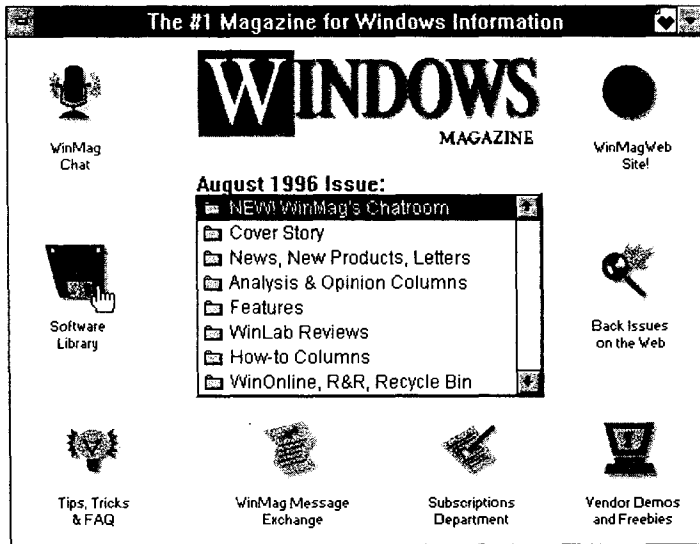 The #1 Magazine for Windows Information
WINDOWS
MAGAZINE
WinMag
Chat
WinMagWeb
Site!
August 1996 Issue:
NEW! WinMag's Chatroom
Cover Story
News, New Products, Letters
Analysis & Opinion Columns
Features
WinLab Reviews
How-to Columns
WinOnline, R&R, Recycle Bin
Software
Library
Back Issues
on the Web
Tips, Tricks
& FAQ
WinMag Message
Exchange
Subscriptions
Department
Vendor Demos
and Freebies